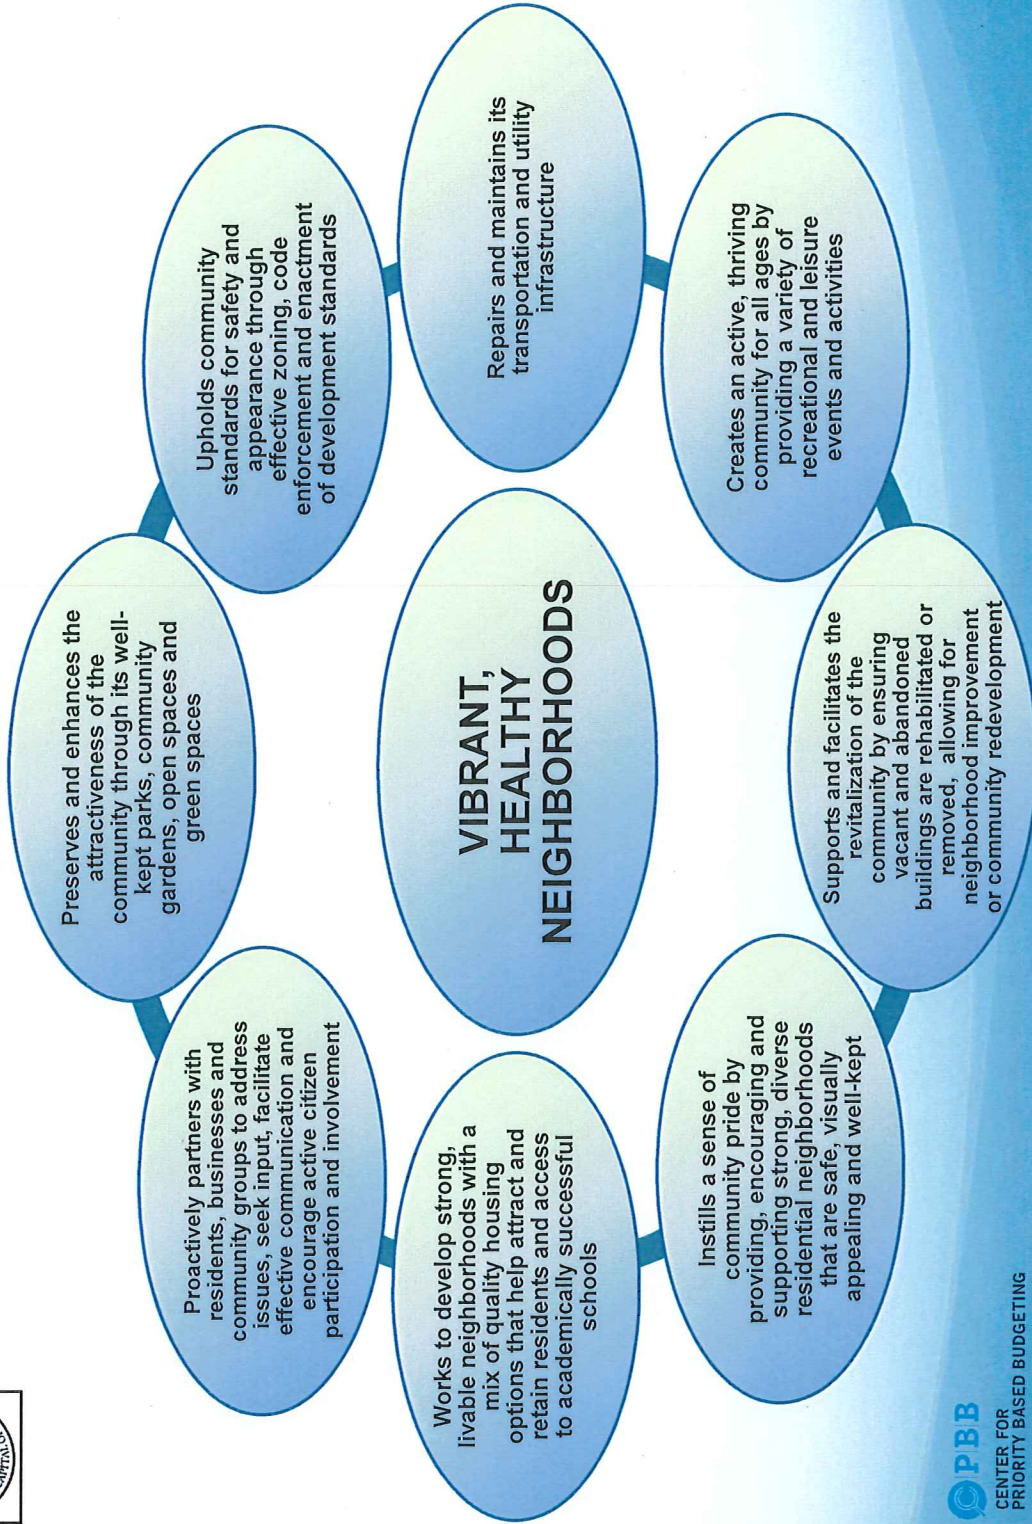 CAPITAL OF
Preserves and enhances the
attractiveness of the
community through its well-
kept parks, community
gardens, open spaces and
green spaces
Upholds community
standards for safety and
appearance through
effective zoning, code
enforcement and enactment
of development standards
Repairs and maintains its
transportation and utility
infrastructure
Creates an active, thriving
community for all ages by
providing a variety of
recreational and leisure
events and activities
Supports and facilitates the
revitalization of the
community by ensuring
vacant and abandoned
buildings are rehabilitated or
removed, allowing for
neighborhood improvement
or community redevelopment
Instills a sense of
community pride by
providing, encouraging and
supporting strong, diverse
residential neighborhoods
that are safe, visually
appealing and well-kept
Works to develop strong,
livable neighborhoods with a
mix of quality housing
options that help attract and
retain residents and access
to academically successful
schools
Proactively partners with
residents, businesses and
community groups to address
issues, seek input, facilitate
effective communication and
encourage active citizen
participation and involvement
VIBRANT,
HEALTHY
NEIGHBORHOODS
PBB
CENTER FOR
PRIORITY BASED BUDGETING